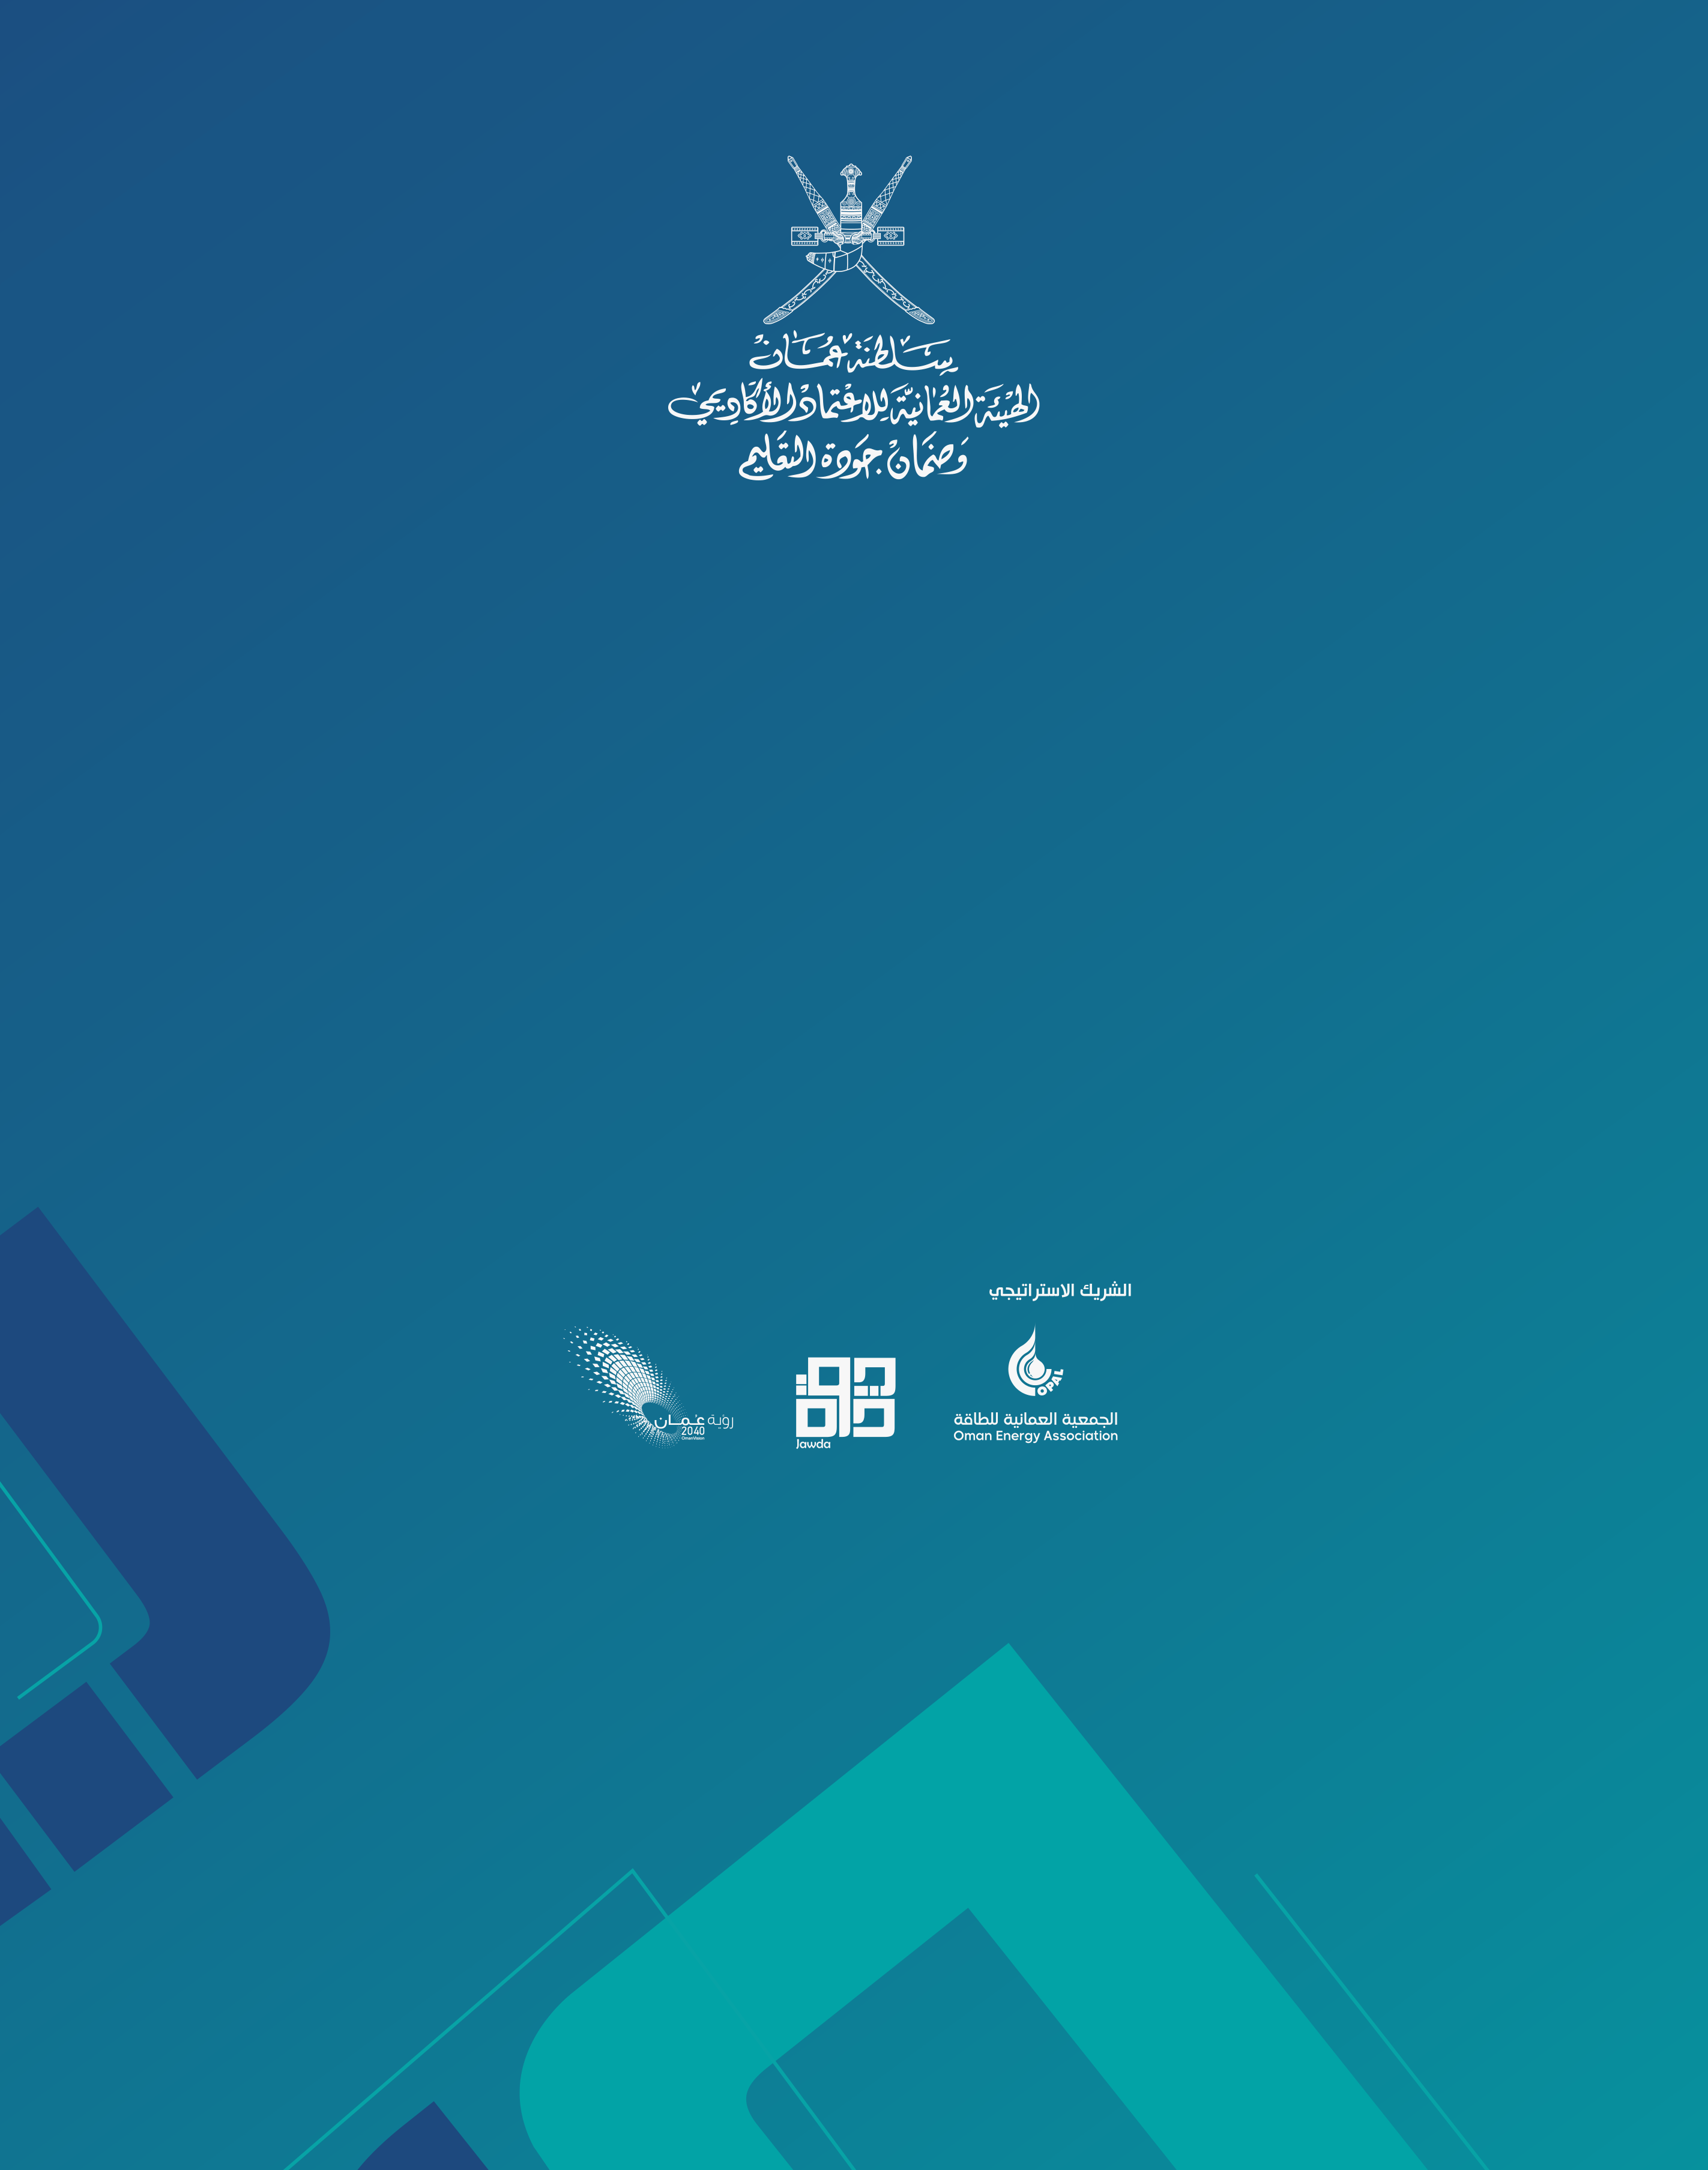 سلطنة عمان
الهيئة العمانية للاعتماد الأكاديمي
وضمان جودة التعليم
الشريك الاستراتيجي
OPAL
الجمعية العمانية للطاقة
Oman Energy Association
جودة
Jawda
رؤية عمان
2040
OmanVision